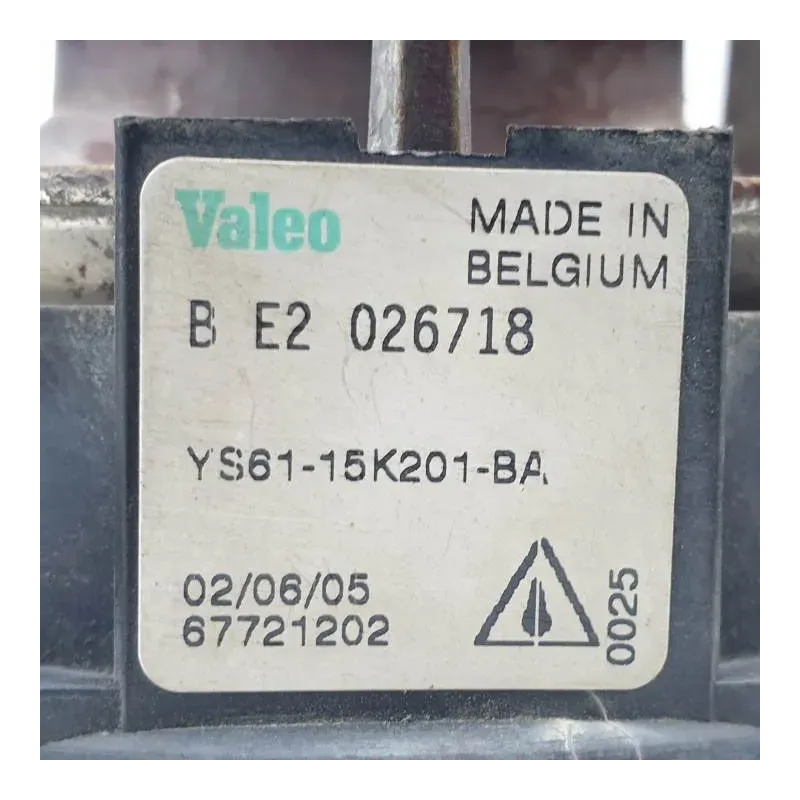 Valeo
MADE IN
BELGIUM
B E2 026718
YS61-15K201-BA
02/06/05
67721202
0025